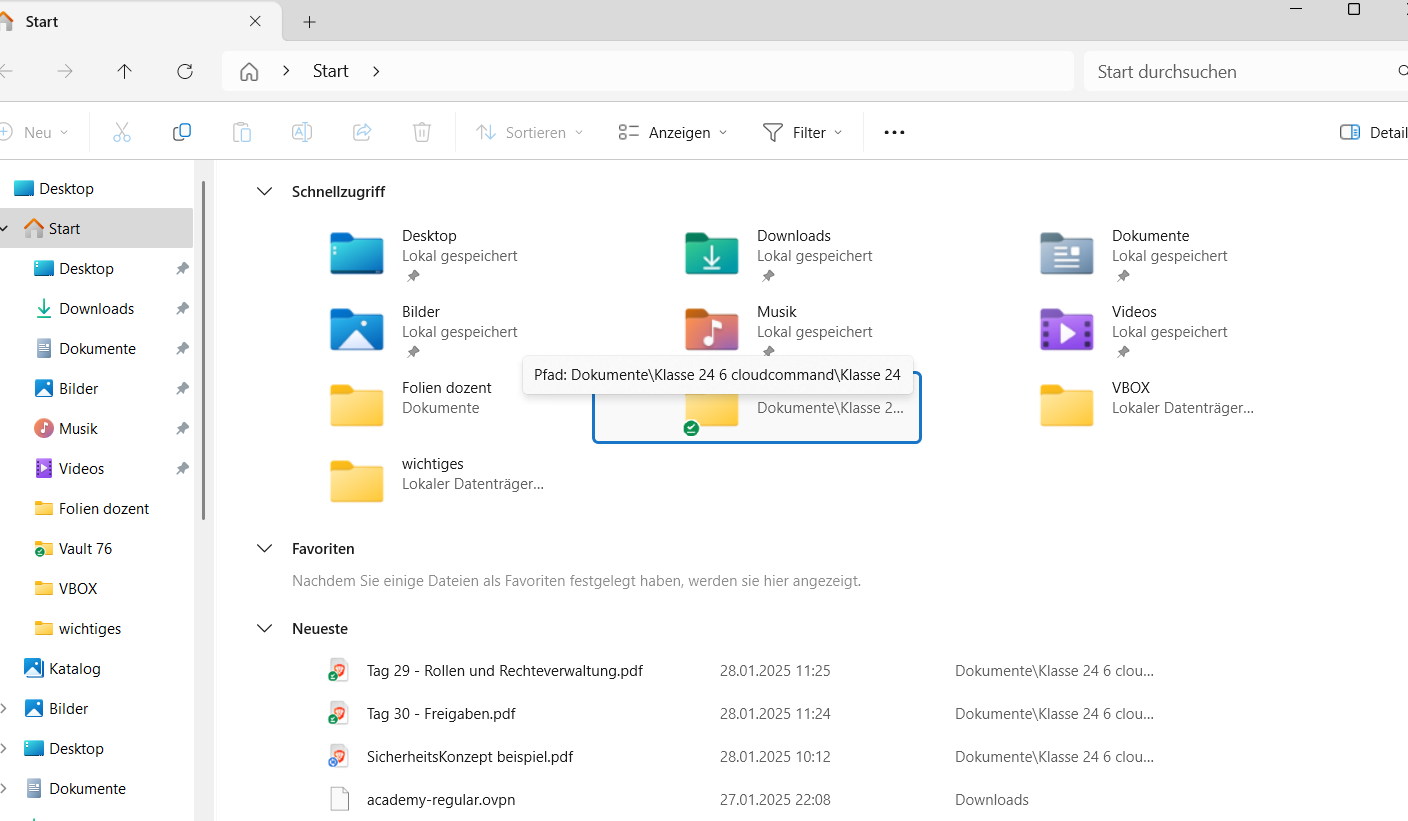 Start
Start
Start durchsuchen
Neu
Sortieren
Anzeigen
Filter
Detail
Desktop
Start
Desktop
Downloads
Dokumente
Bilder
Musik
Videos
Folien dozent
Vault 76
VBOX
wichtiges
Katalog
Bilder
Desktop
Dokumente
Schnellzugriff
Desktop
Lokal gespeichert
Downloads
Lokal gespeichert
Dokumente
Lokal gespeichert
Bilder
Lokal gespeichert
Musik
Lokal gespeichert
Videos
Lokal gespeichert
Pfad: Dokumente\Klasse 24 6 cloudcommand\Klasse 24
Folien dozent
Dokumente
Dokumente\Klasse 2...
VBOX
Lokaler Datenträger...
wichtiges
Lokaler Datenträger...
Favoriten
Nachdem Sie einige Dateien als Favoriten festgelegt haben, werden sie hier angezeigt.
Neueste
Tag 29 - Rollen und Rechteverwaltung.pdf 28.01.2025 11:25 Dokumente\Klasse 24 6 clou...
Tag 30 - Freigaben.pdf 28.01.2025 11:24 Dokumente\Klasse 24 6 clou...
SicherheitsKonzept beispiel.pdf 28.01.2025 10:12 Dokumente\Klasse 24 6 clou...
academy-regular.ovpn 27.01.2025 22:08 Downloads